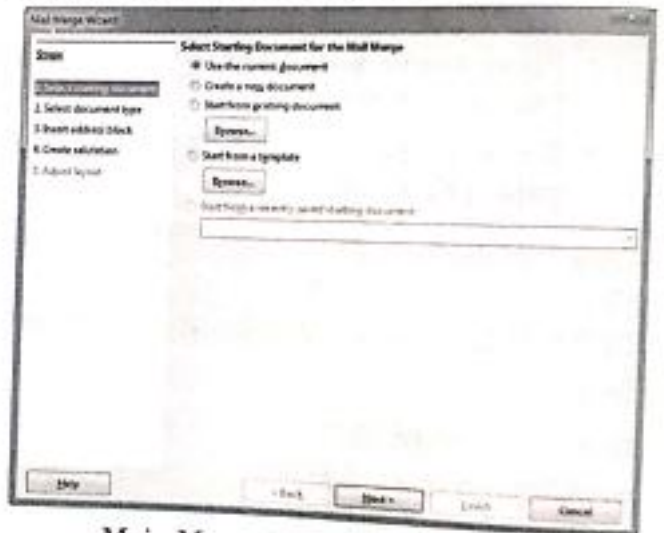 Mail Merge Wizard
Steps
1. Select starting document
2. Select document type
3. Insert address block
4. Create salutation
5. Adjust layout
Select Starting Document for the Mail Merge
Use the current document
Create a new document
Start from existing document
Browse...
Start from a template
Browse...
Start from a recently saved starting document
Help
< Back
Next >
Finish
Cancel